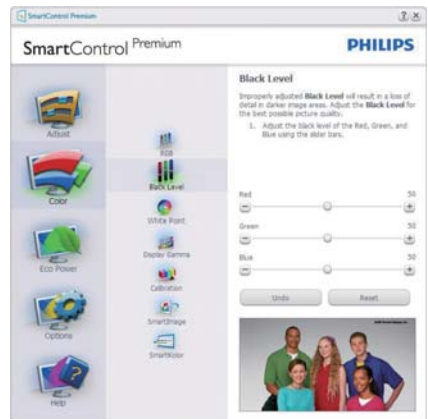 SmartControl Premium
SmartControl Premium
PHILIPS
Adjust
Color
Eco Power
Options
Help
RGB
Black Level
White Point
Display Gamma
Calibration
SmartImage
SmartKolor
Black Level
Improperly adjusted Black Level will result in a loss of
detail in darker image areas. Adjust the Black Level for
the best possible picture quality.
1. Adjust the black level of the Red, Green, and
Blue using the slider bars.
Red 50
Green 50
Blue 50
Undo Reset